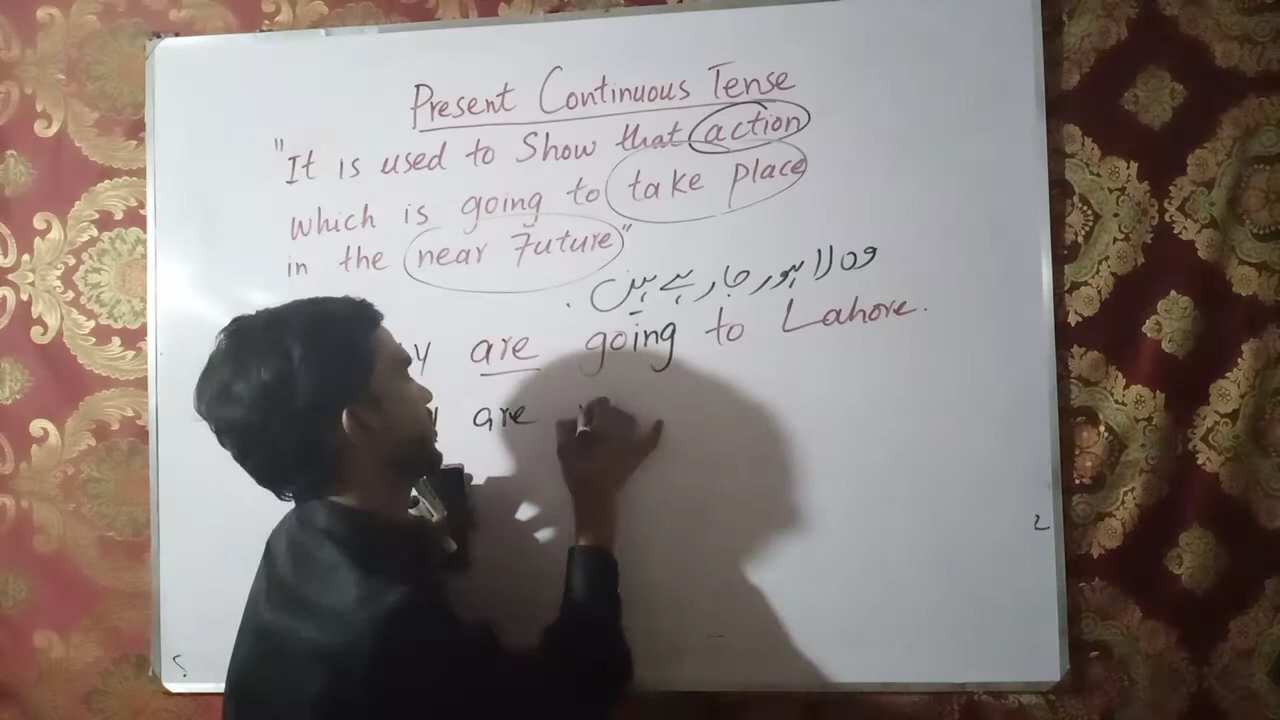 Present Continuous Tense
"It is used to Show that action
which is going to take place
in the near Future"
وہ لاہور جا رہے ہیں .
are going to Lahore.
are